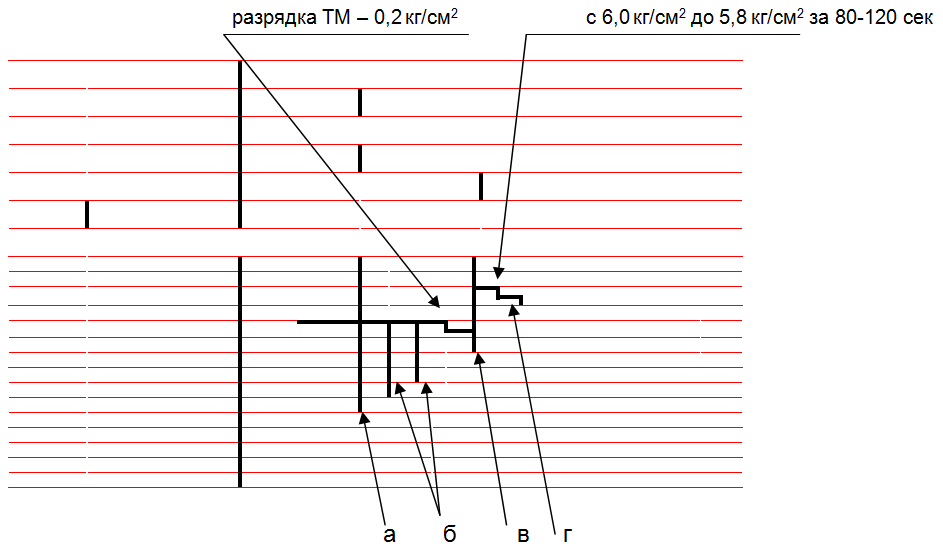 разрядка ТМ – 0,2 кг/см²
с 6,0 кг/см² до 5,8 кг/см² за 80-120 сек
а б в г